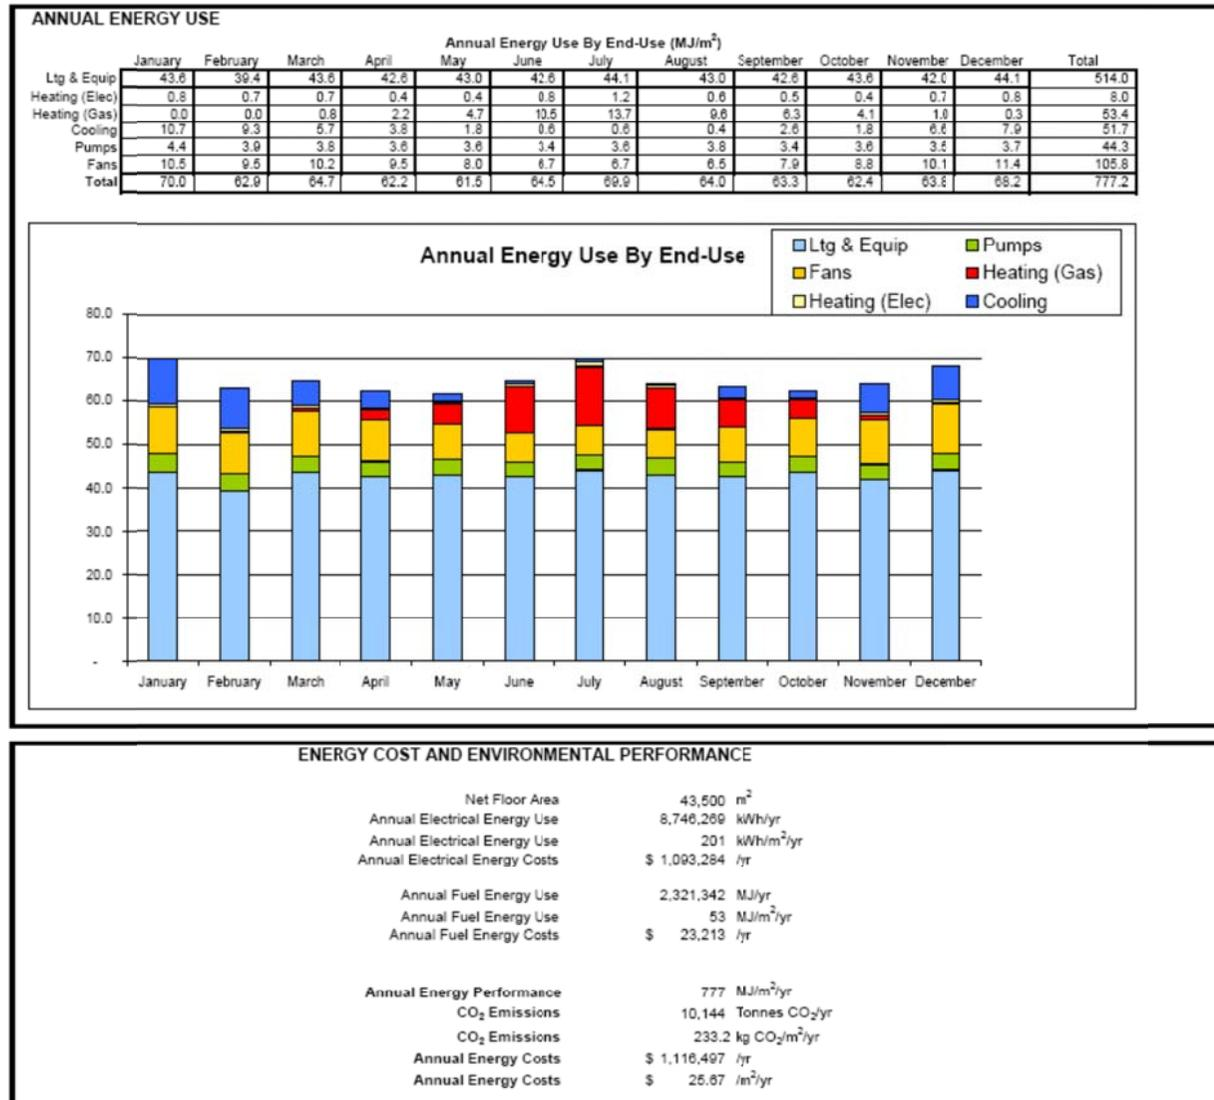 ANNUAL ENERGY USE
Annual Energy Use By End-Use (MJ/m²)
January February March April May June July August September October November December Total
Ltg & Equip 43.6 39.4 43.6 42.6 43.0 42.6 44.1 43.0 42.6 43.6 42.0 44.1 514.0
Heating (Elec) 0.8 0.7 0.7 0.4 0.4 0.8 1.2 0.6 0.5 0.4 0.7 0.8 8.0
Heating (Gas) 0.0 0.0 0.8 2.2 4.7 10.5 13.7 9.6 6.3 4.1 1.0 0.3 53.4
Cooling 10.7 9.3 5.7 3.8 1.8 0.6 0.6 0.4 2.6 1.8 6.6 7.9 51.7
Pumps 4.4 3.9 3.8 3.6 3.6 3.4 3.6 3.8 3.4 3.6 3.5 3.7 44.3
Fans 10.5 9.5 10.2 9.5 8.0 6.7 6.7 6.5 7.9 8.8 10.1 11.4 105.8
Total 70.0 62.9 64.7 62.2 61.5 64.5 69.9 64.0 63.3 62.4 63.8 68.2 777.2
Annual Energy Use By End-Use
Ltg & Equip Pumps
Fans Heating (Gas)
Heating (Elec) Cooling
80.0
70.0
60.0
50.0
40.0
30.0
20.0
10.0
-
January February March April May June July August September October November December
ENERGY COST AND ENVIRONMENTAL PERFORMANCE
Net Floor Area 43,500 m²
Annual Electrical Energy Use 8,746,269 kWh/yr
Annual Electrical Energy Use 201 kWh/m²/yr
Annual Electrical Energy Costs $ 1,093,284 /yr
Annual Fuel Energy Use 2,321,342 MJ/yr
Annual Fuel Energy Use 53 MJ/m²/yr
Annual Fuel Energy Costs $ 23,213 /yr
Annual Energy Performance 777 MJ/m²/yr
CO₂ Emissions 10,144 Tonnes CO₂/yr
CO₂ Emissions 233.2 kg CO₂/m²/yr
Annual Energy Costs $ 1,116,497 /yr
Annual Energy Costs $ 25.67 /m²/yr